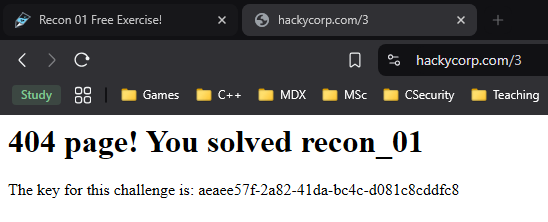 Recon 01 Free Exercise!
hackycorp.com/3
hackycorp.com/3
Study Games C++ MDX MSc CSecurity Teaching
404 page! You solved recon_01
The key for this challenge is: aeaee57f-2a82-41da-bc4c-d081c8cddfc8